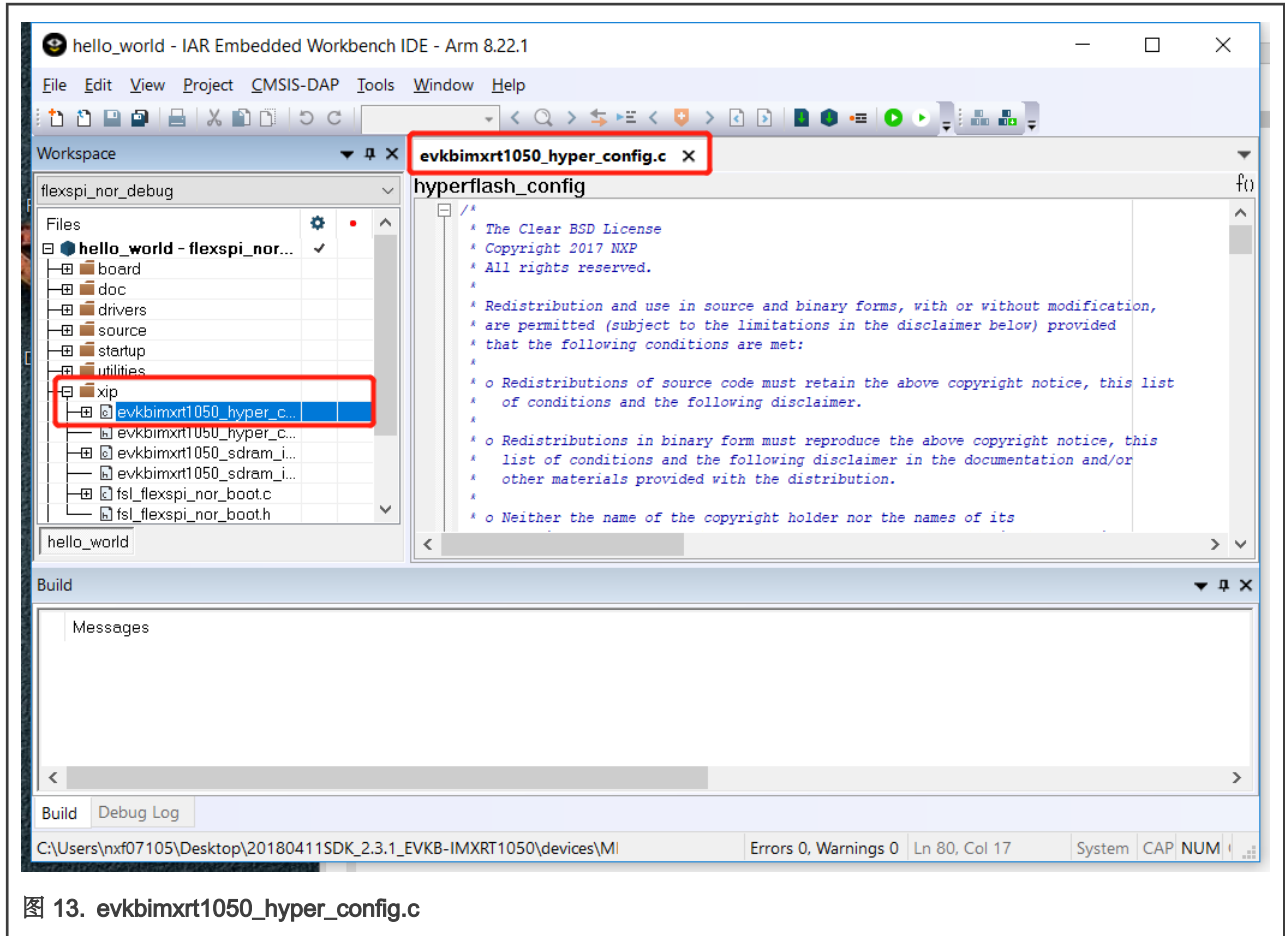 hello_world - IAR Embedded Workbench IDE - Arm 8.22.1
File Edit View Project CMSIS-DAP Tools Window Help
Workspace
evkbimxrt1050_hyper_config.c
flexspi_nor_debug
hyperflash_config
f()
Files
hello_world - flexspi_nor...
board
doc
drivers
source
startup
utilities
xip
evkbimxrt1050_hyper_c...
evkbimxrt1050_hyper_c...
evkbimxrt1050_sdram_i...
evkbimxrt1050_sdram_i...
fsl_flexspi_nor_boot.c
fsl_flexspi_nor_boot.h
hello_world
/*
* The Clear BSD License
* Copyright 2017 NXP
* All rights reserved.
*
* Redistribution and use in source and binary forms, with or without modification,
* are permitted (subject to the limitations in the disclaimer below) provided
* that the following conditions are met:
*
* o Redistributions of source code must retain the above copyright notice, this list
*   of conditions and the following disclaimer.
*
* o Redistributions in binary form must reproduce the above copyright notice, this
*   list of conditions and the following disclaimer in the documentation and/or
*   other materials provided with the distribution.
*
* o Neither the name of the copyright holder nor the names of its
Build
Messages
Build Debug Log
C:\Users\nxf07105\Desktop\20180411SDK_2.3.1_EVKB-IMXRT1050\devices\MI Errors 0, Warnings 0 Ln 80, Col 17 System CAP NUM
图 13. evkbimxrt1050_hyper_config.c